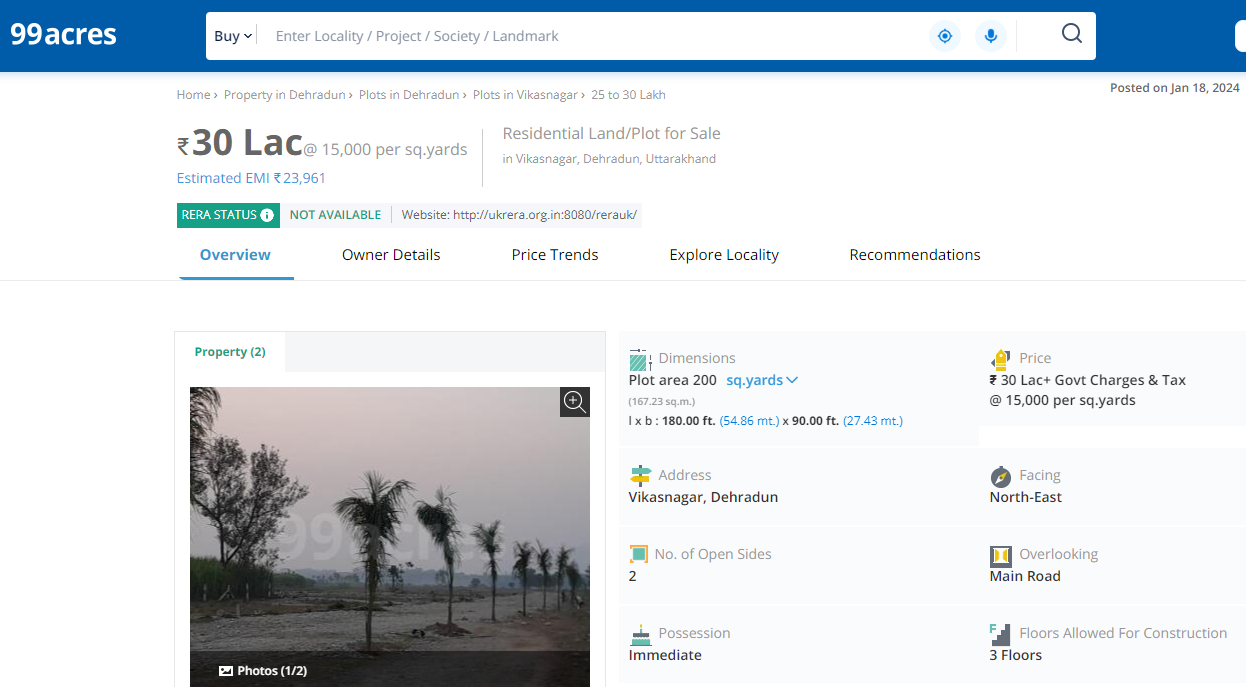 99acres
Buy Enter Locality / Project / Society / Landmark
Home › Property in Dehradun › Plots in Dehradun › Plots in Vikasnagar › 25 to 30 Lakh
Posted on Jan 18, 2024
₹30 Lac@ 15,000 per sq.yards
Estimated EMI ₹23,961
Residential Land/Plot for Sale
in Vikasnagar, Dehradun, Uttarakhand
RERA STATUS i NOT AVAILABLE Website: http://ukrera.org.in:8080/rerauk/
Overview Owner Details Price Trends Explore Locality Recommendations
Property (2)
99acres
Photos (1/2)
Dimensions
Plot area 200 sq.yards
(167.23 sq.m.)
l x b : 180.00 ft. (54.86 mt.) x 90.00 ft. (27.43 mt.)
Price
₹ 30 Lac+ Govt Charges & Tax
@ 15,000 per sq.yards
Address
Vikasnagar, Dehradun
Facing
North-East
No. of Open Sides
2
Overlooking
Main Road
Possession
Immediate
F Floors Allowed For Construction
3 Floors